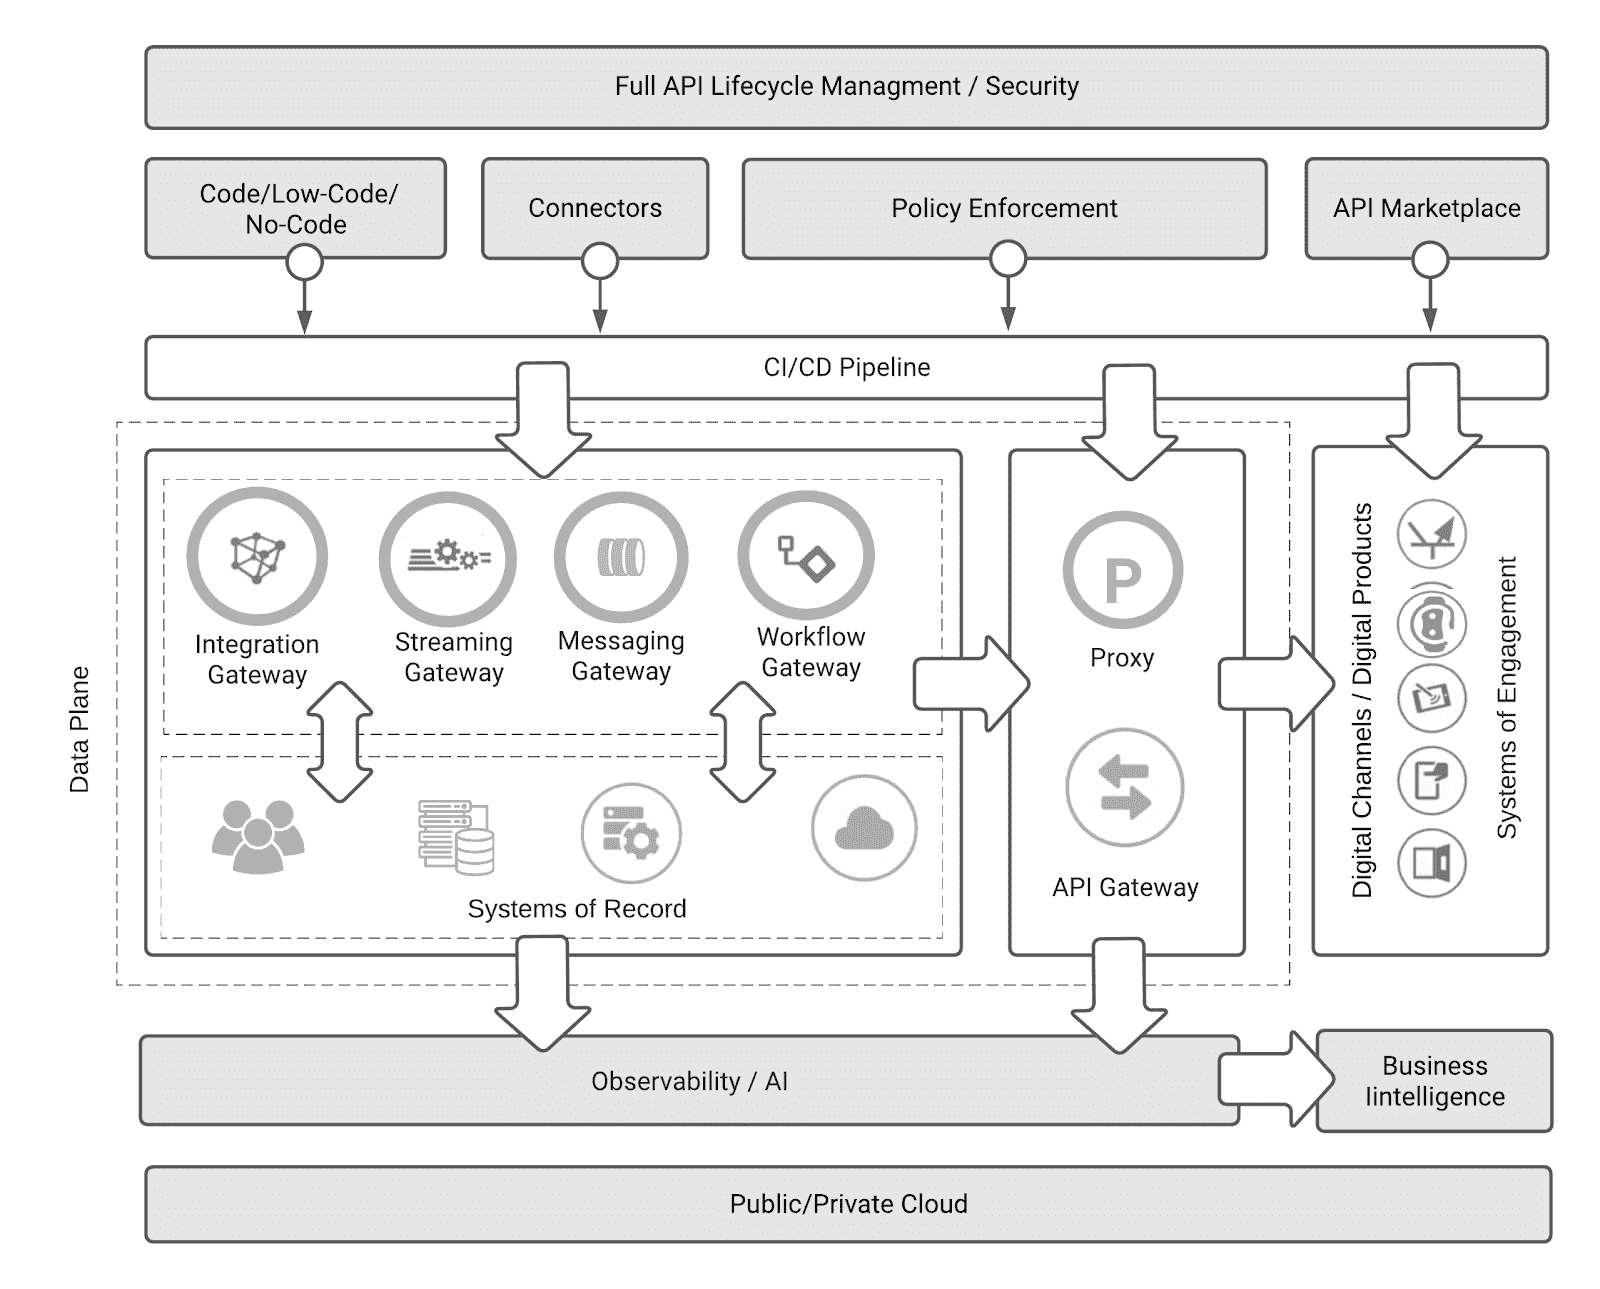 Full API Lifecycle Managment / Security
Code/Low-Code/
No-Code
Connectors
Policy Enforcement
API Marketplace
CI/CD Pipeline
Data Plane
Integration
Gateway
Streaming
Gateway
Messaging
Gateway
Workflow
Gateway
Systems of Record
P
Proxy
API Gateway
Digital Channels / Digital Products
Systems of Engagement
Observability / AI
Business
Iintelligence
Public/Private Cloud